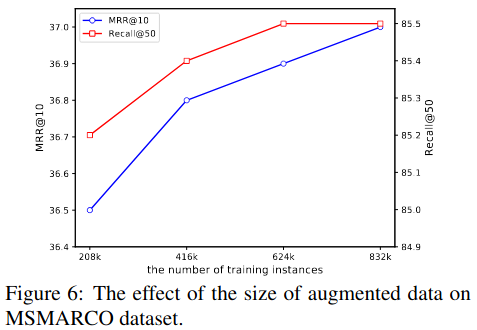 MRR@10
Recall@50
37.0
36.9
36.8
36.7
36.6
36.5
36.4
MRR@10
85.5
85.4
85.3
85.2
85.1
85.0
84.9
Recall@50
208k 416k 624k 832k
the number of training instances
Figure 6: The effect of the size of augmented data on
MSMARCO dataset.